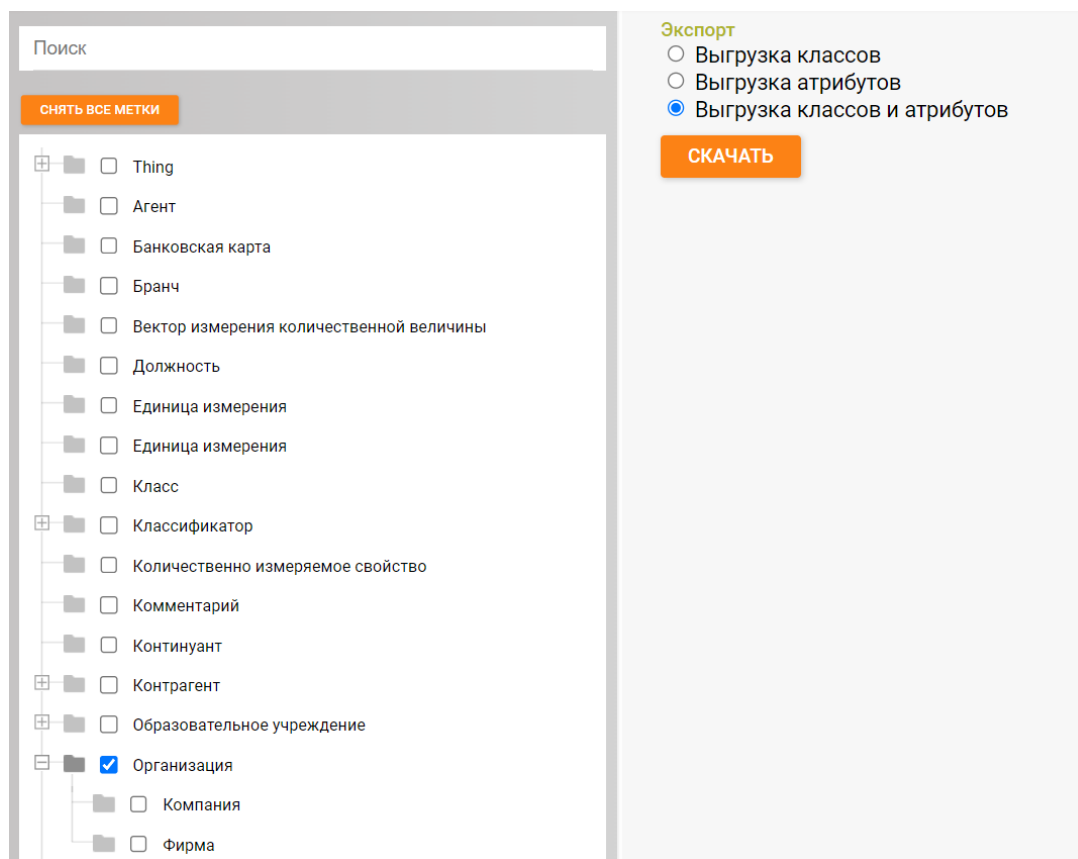 Поиск
СНЯТЬ ВСЕ МЕТКИ
Thing
Агент
Банковская карта
Бранч
Вектор измерения количественной величины
Должность
Единица измерения
Единица измерения
Класс
Классификатор
Количественно измеряемое свойство
Комментарий
Континуант
Контрагент
Образовательное учреждение
Организация
Компания
Фирма
Экспорт
Выгрузка классов
Выгрузка атрибутов
Выгрузка классов и атрибутов
СКАЧАТЬ